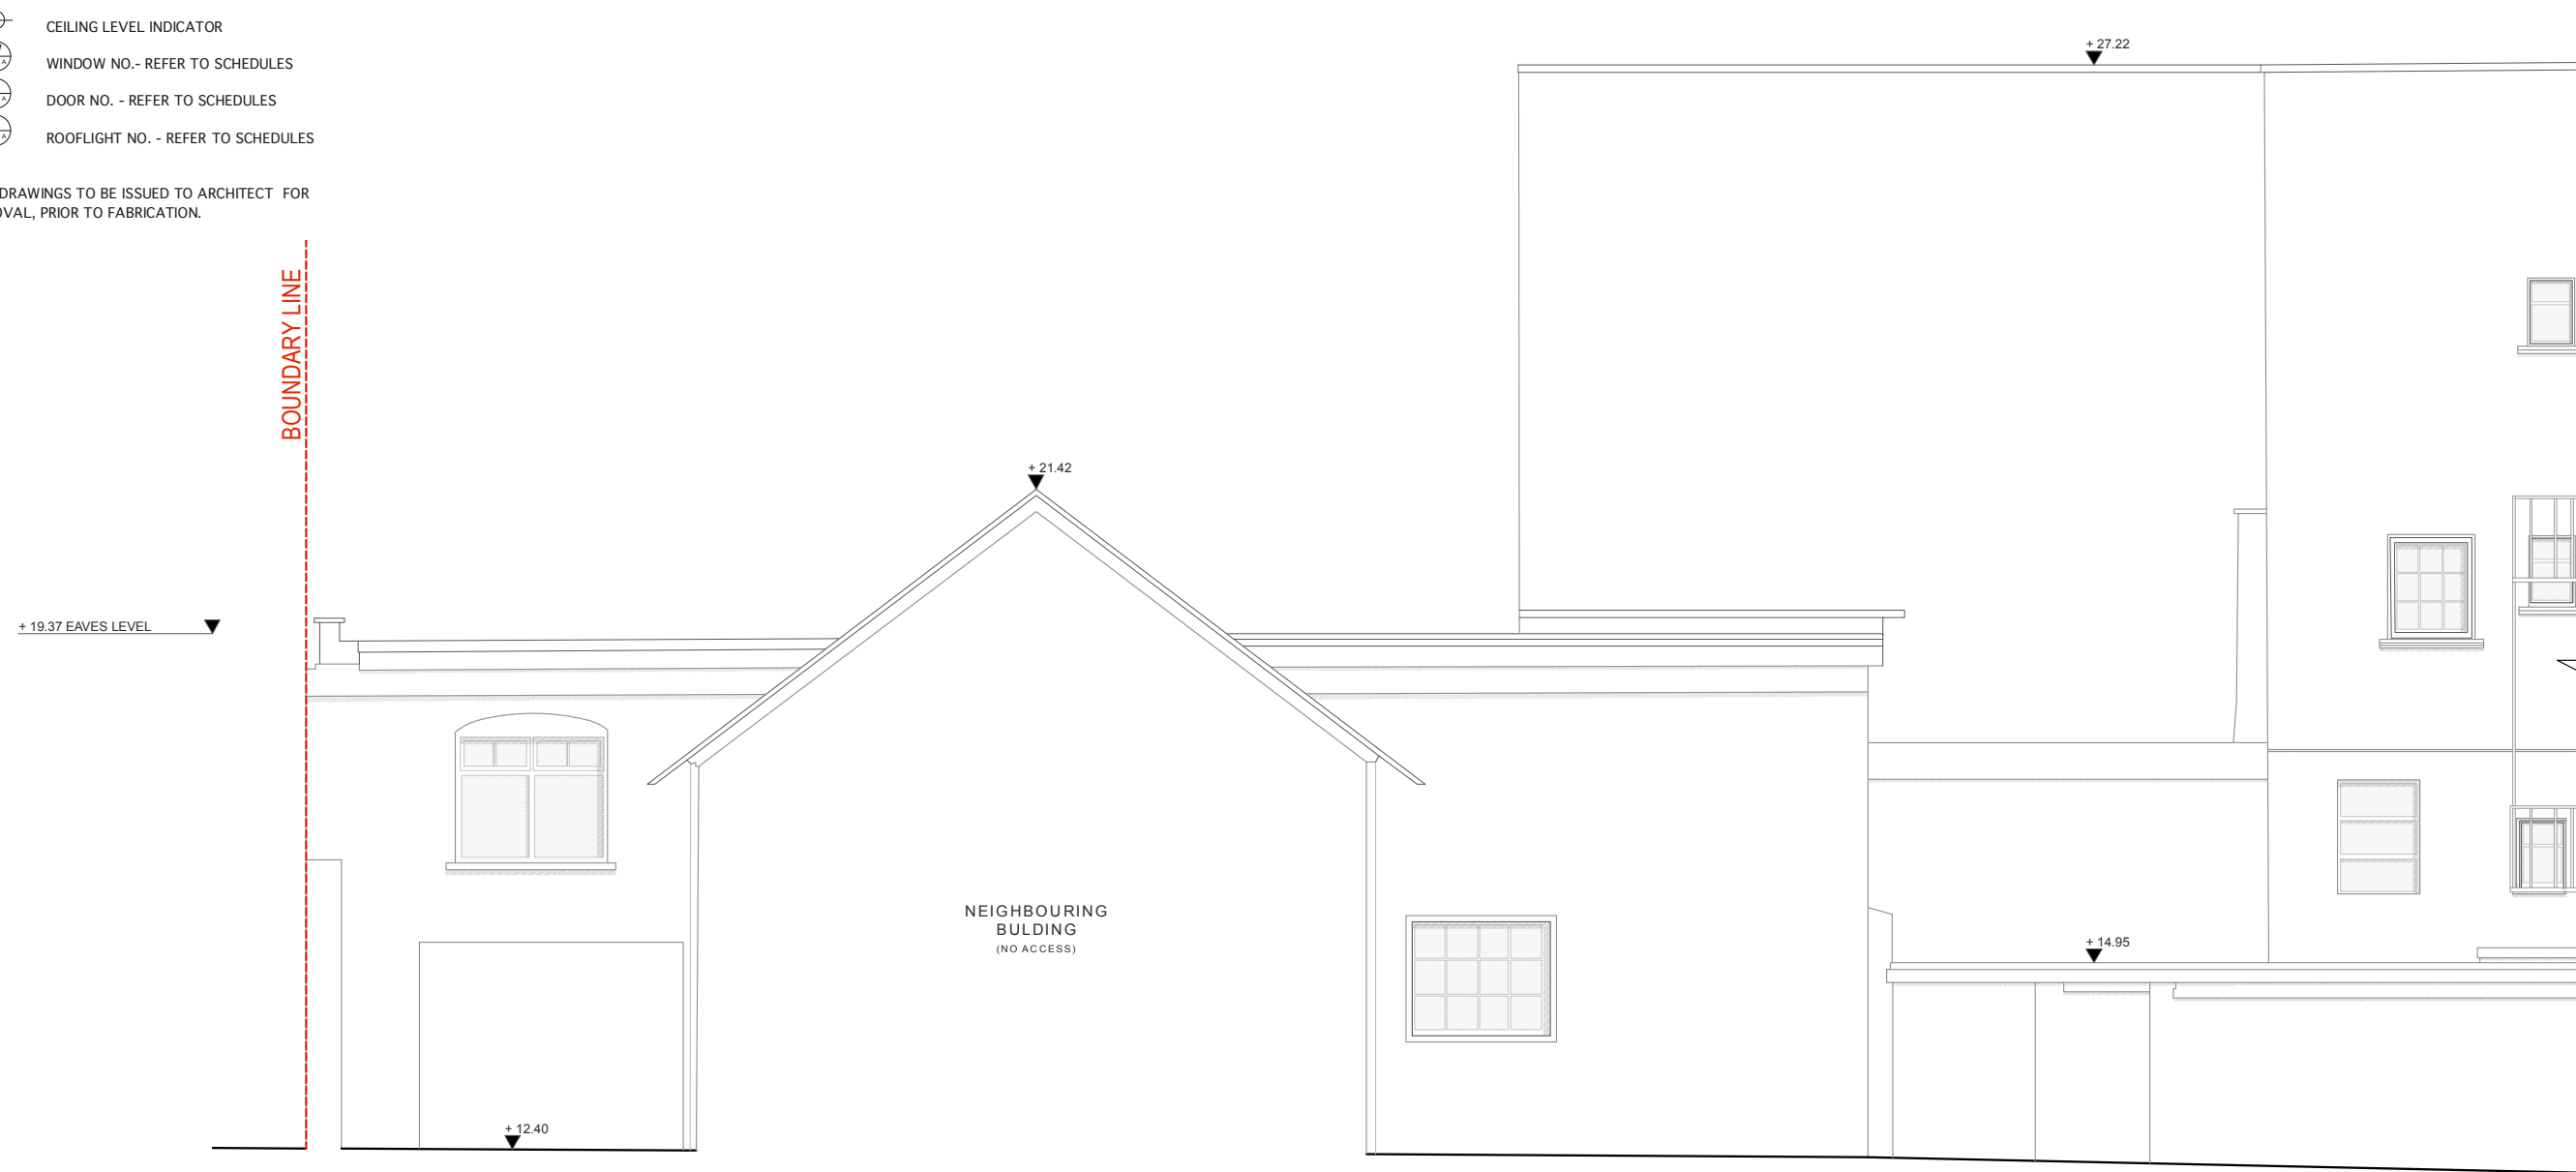 CEILING LEVEL INDICATOR
WINDOW NO.- REFER TO SCHEDULES
DOOR NO. - REFER TO SCHEDULES
ROOFLIGHT NO. - REFER TO SCHEDULES
DRAWINGS TO BE ISSUED TO ARCHITECT FOR
OVAL, PRIOR TO FABRICATION.
BOUNDARY LINE
+ 27.22
+ 21.42
+ 19.37 EAVES LEVEL
NEIGHBOURING
BULDING
(NO ACCESS)
+ 14.95
+ 12.40